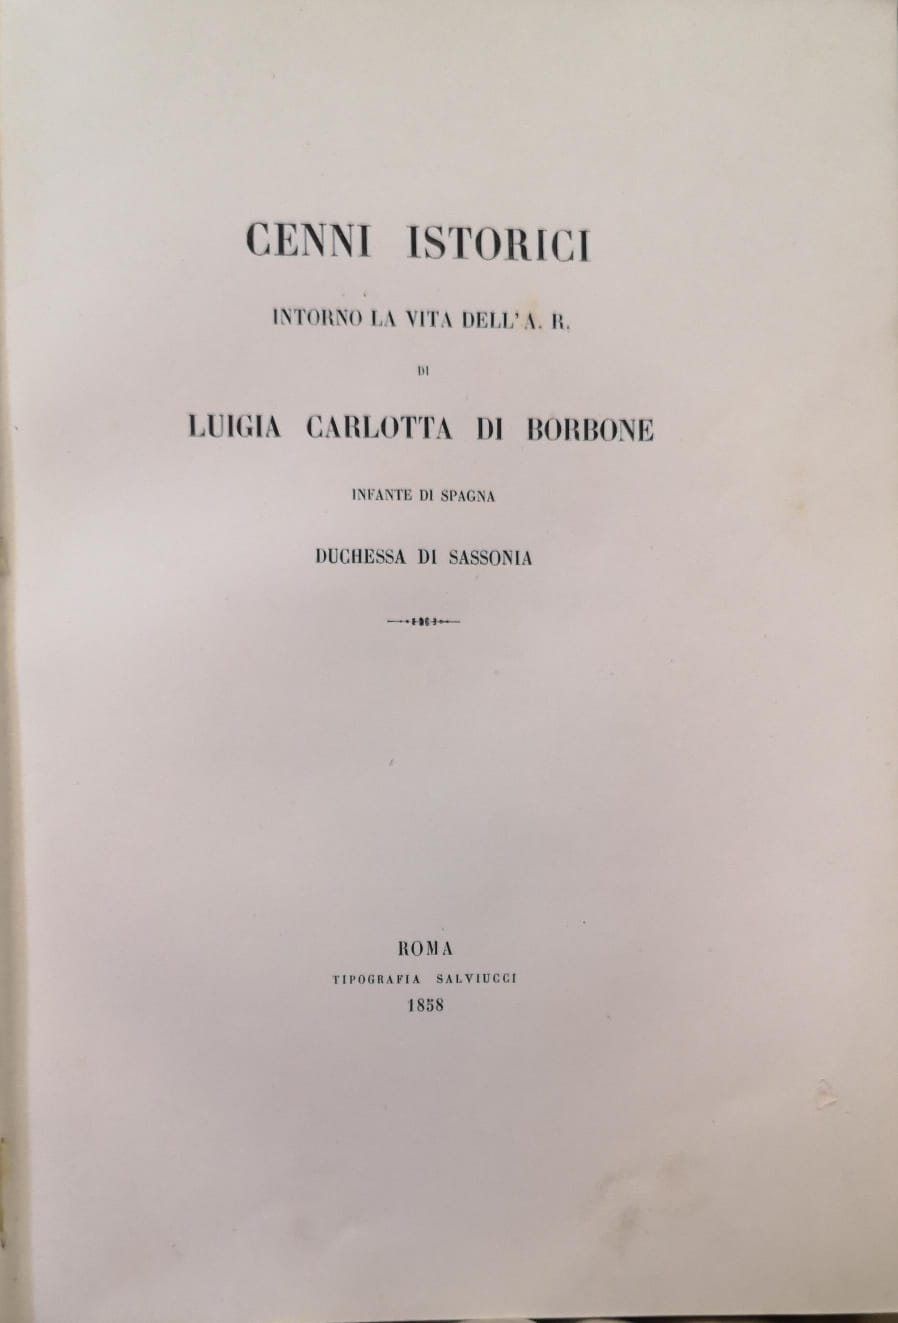 CENNI ISTORICI
INTORNO LA VITA DELL' A. R.
DI
LUIGIA CARLOTTA DI BORBONE
INFANTE DI SPAGNA
DUCHESSA DI SASSONIA
ROMA
TIPOGRAFIA SALVIUCCI
1858